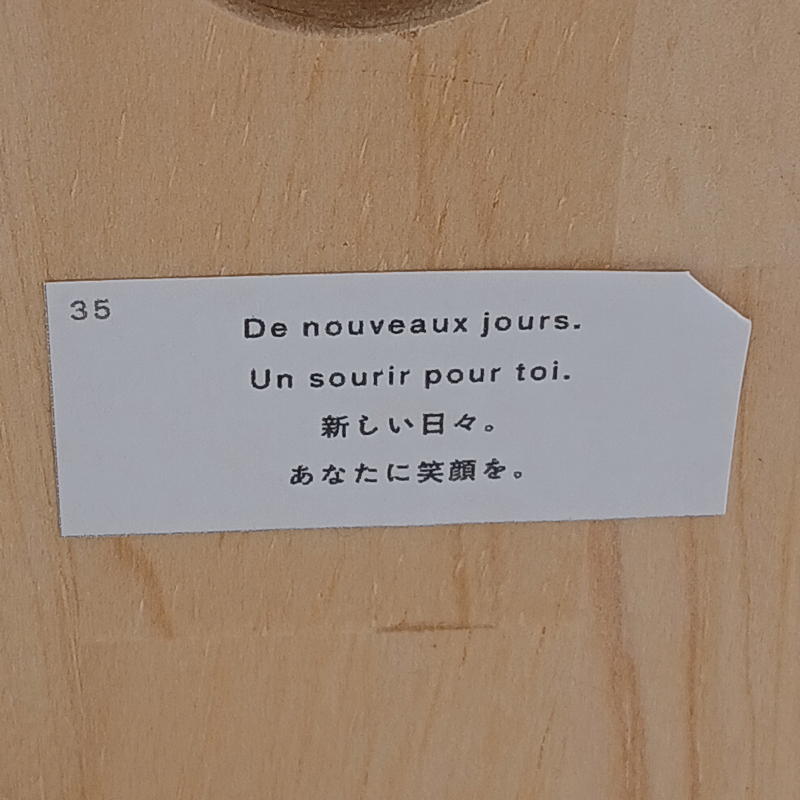 35
De nouveaux jours.
Un sourir pour toi.
新しい日々。
あなたに笑顔を。